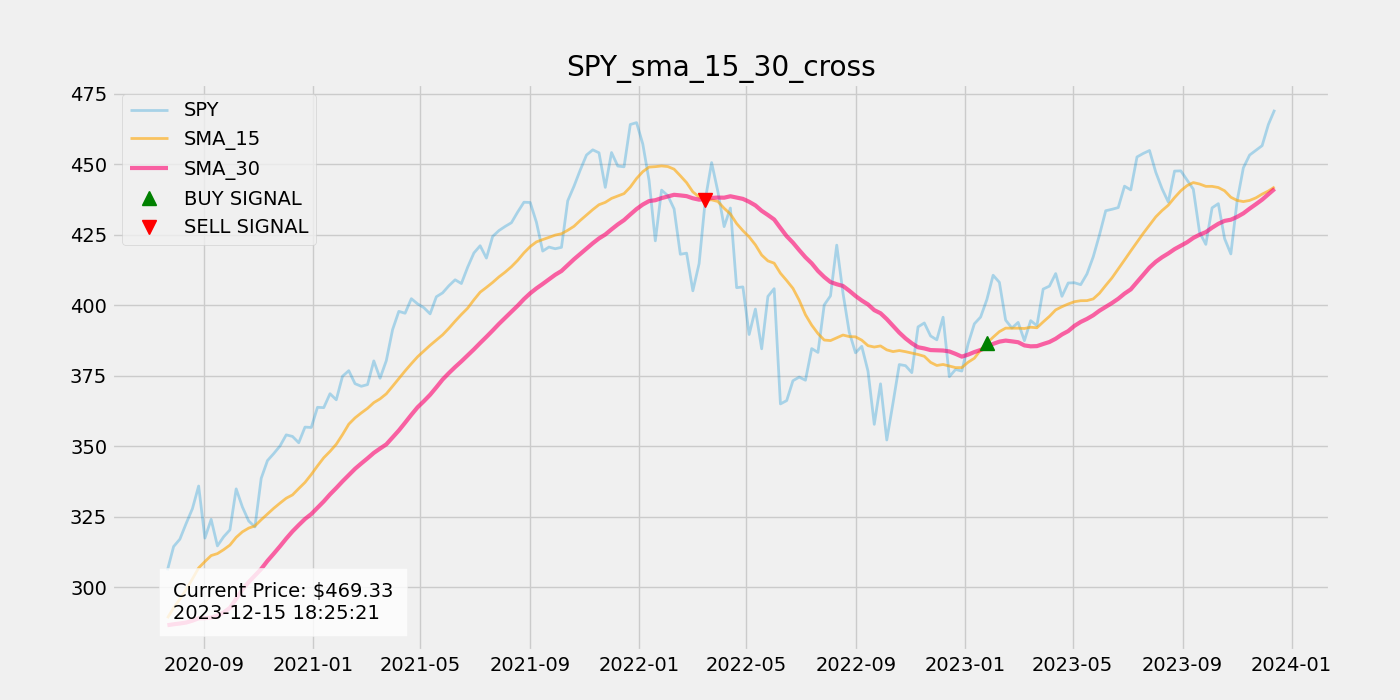 SPY_sma_15_30_cross
475
450
425
400
375
350
325
300
SPY
SMA_15
SMA_30
BUY SIGNAL
SELL SIGNAL
Current Price: $469.33
2023-12-15 18:25:21
2020-09 2021-01 2021-05 2021-09 2022-01 2022-05 2022-09 2023-01 2023-05 2023-09 2024-01